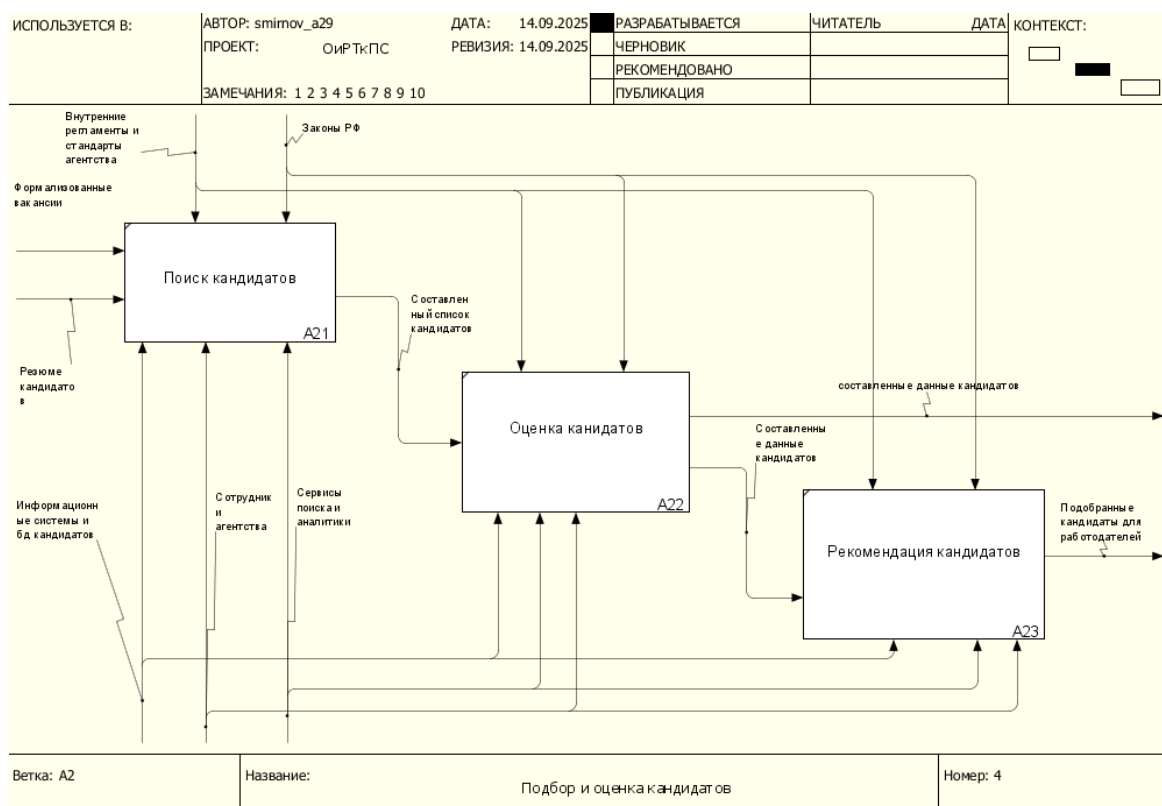 ИСПОЛЬЗУЕТСЯ В:
АВТОР: smirnov_a29
ДАТА: 14.09.2025
РАЗРАБАТЫВАЕТСЯ
ЧИТАТЕЛЬ
ДАТА
КОНТЕКСТ:
ПРОЕКТ: ОиРТкПС
РЕВИЗИЯ: 14.09.2025
ЧЕРНОВИК
РЕКОМЕНДОВАНО
ЗАМЕЧАНИЯ: 1 2 3 4 5 6 7 8 9 10
ПУБЛИКАЦИЯ
Внутренние
регламенты и
стандарты
агентства
Законы РФ
Формализованные
вакансии
Поиск кандидатов
A21
Составлен
ный список
кандидатов
Резюме
кандидато
в
составленные данные кандидатов
Оценка канидатов
A22
Составленны
е данные
кандидатов
Информационн
ые системы и
бд кандидатов
Сотрудник
и
агентства
Сервисы
поиска и
аналитики
Подобранные
кандидаты для
работодателей
Рекомендация кандидатов
A23
Ветка: A2
Название:
Подбор и оценка кандидатов
Номер: 4